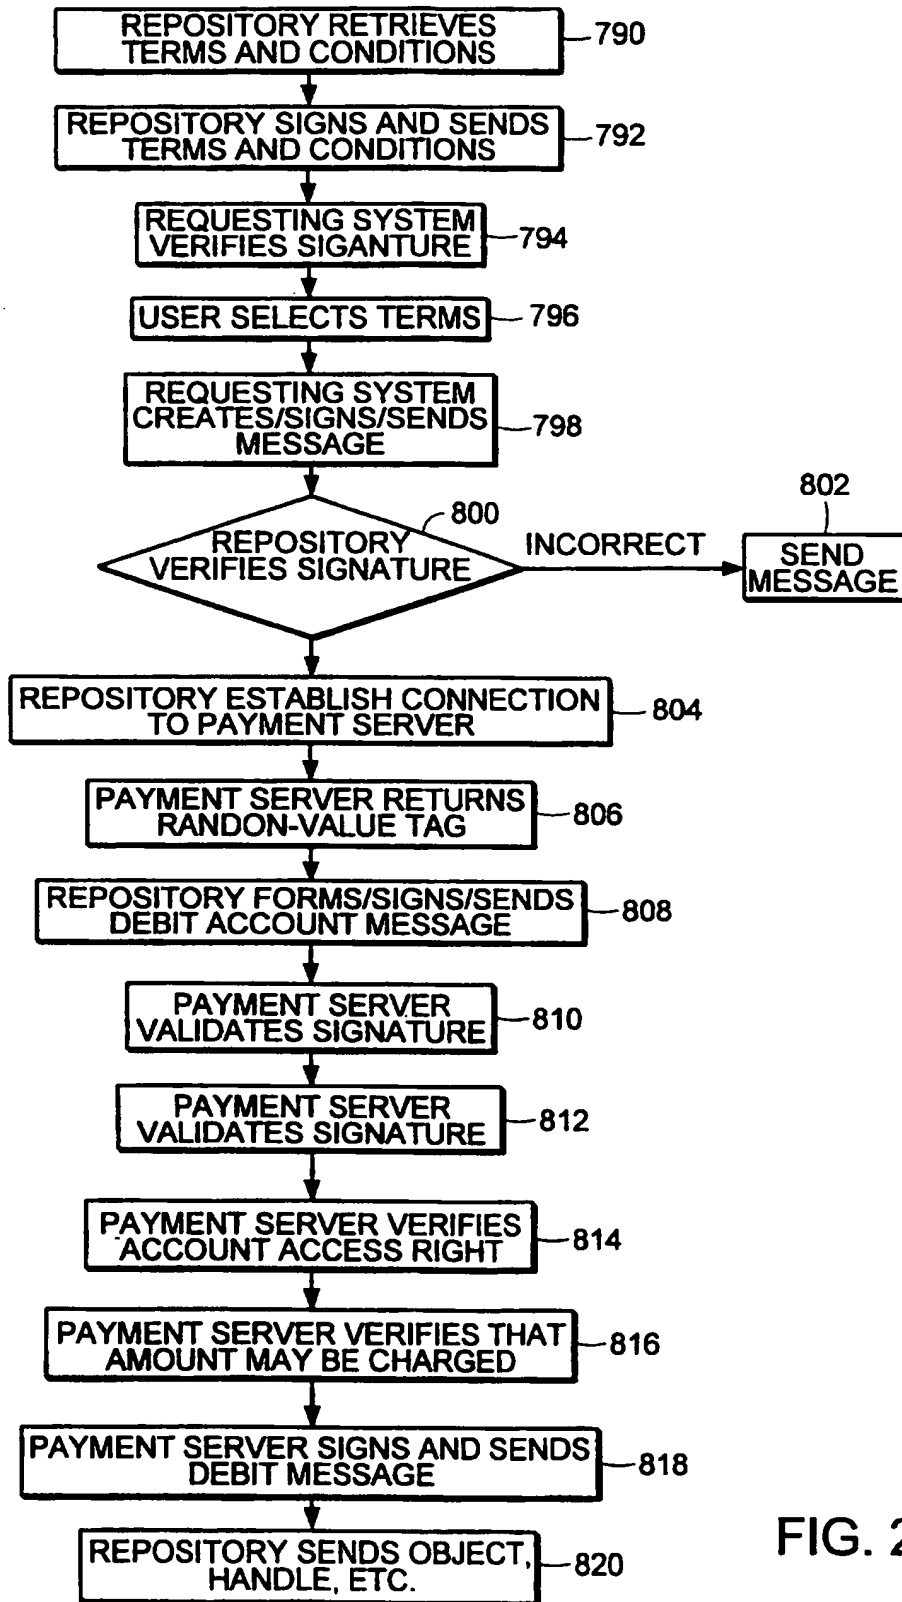 REPOSITORY RETRIEVES
TERMS AND CONDITIONS
790
REPOSITORY SIGNS AND SENDS
TERMS AND CONDITIONS
792
REQUESTING SYSTEM
VERIFIES SIGANTURE
794
USER SELECTS TERMS
796
REQUESTING SYSTEM
CREATES/SIGNS/SENDS
MESSAGE
798
800
REPOSITORY
VERIFIES SIGNATURE
INCORRECT
802
SEND
MESSAGE
REPOSITORY ESTABLISH CONNECTION
TO PAYMENT SERVER
804
PAYMENT SERVER RETURNS
RANDON-VALUE TAG
806
REPOSITORY FORMS/SIGNS/SENDS
DEBIT ACCOUNT MESSAGE
808
PAYMENT SERVER
VALIDATES SIGNATURE
810
PAYMENT SERVER
VALIDATES SIGNATURE
812
PAYMENT SERVER VERIFIES
ACCOUNT ACCESS RIGHT
814
PAYMENT SERVER VERIFIES THAT
AMOUNT MAY BE CHARGED
816
PAYMENT SERVER SIGNS AND SENDS
DEBIT MESSAGE
818
REPOSITORY SENDS OBJECT,
HANDLE, ETC.
820
FIG. 2